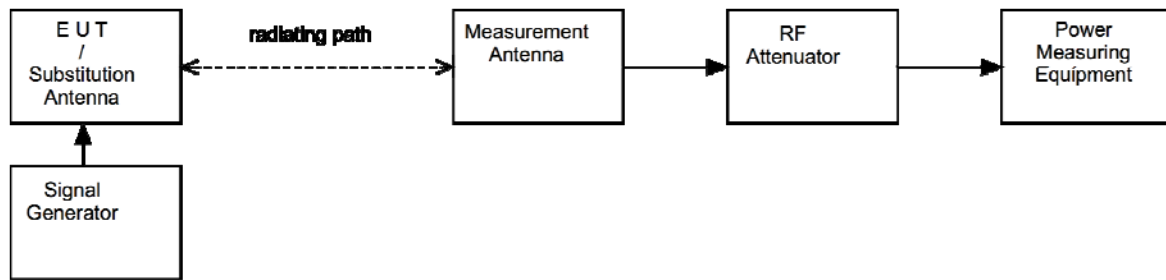 E U T
/
Substitution
Antenna
radiating path
Measurement
Antenna
RF
Attenuator
Power
Measuring
Equipment
Signal
Generator